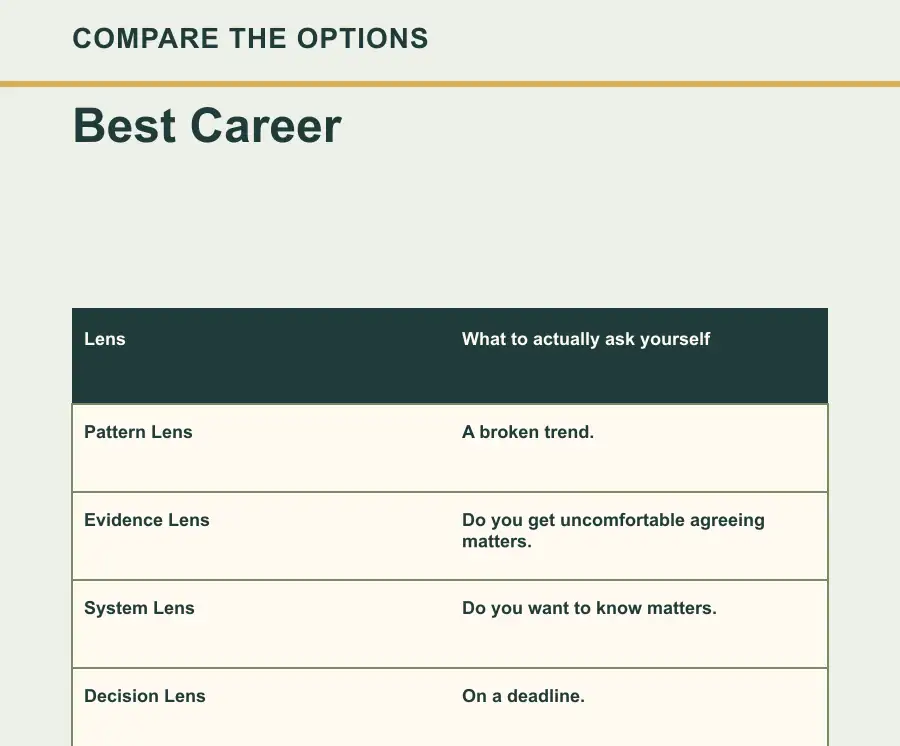 COMPARE THE OPTIONS
Best Career
Lens
What to actually ask yourself
Pattern Lens
A broken trend.
Evidence Lens
Do you get uncomfortable agreeing
matters.
System Lens
Do you want to know matters.
Decision Lens
On a deadline.